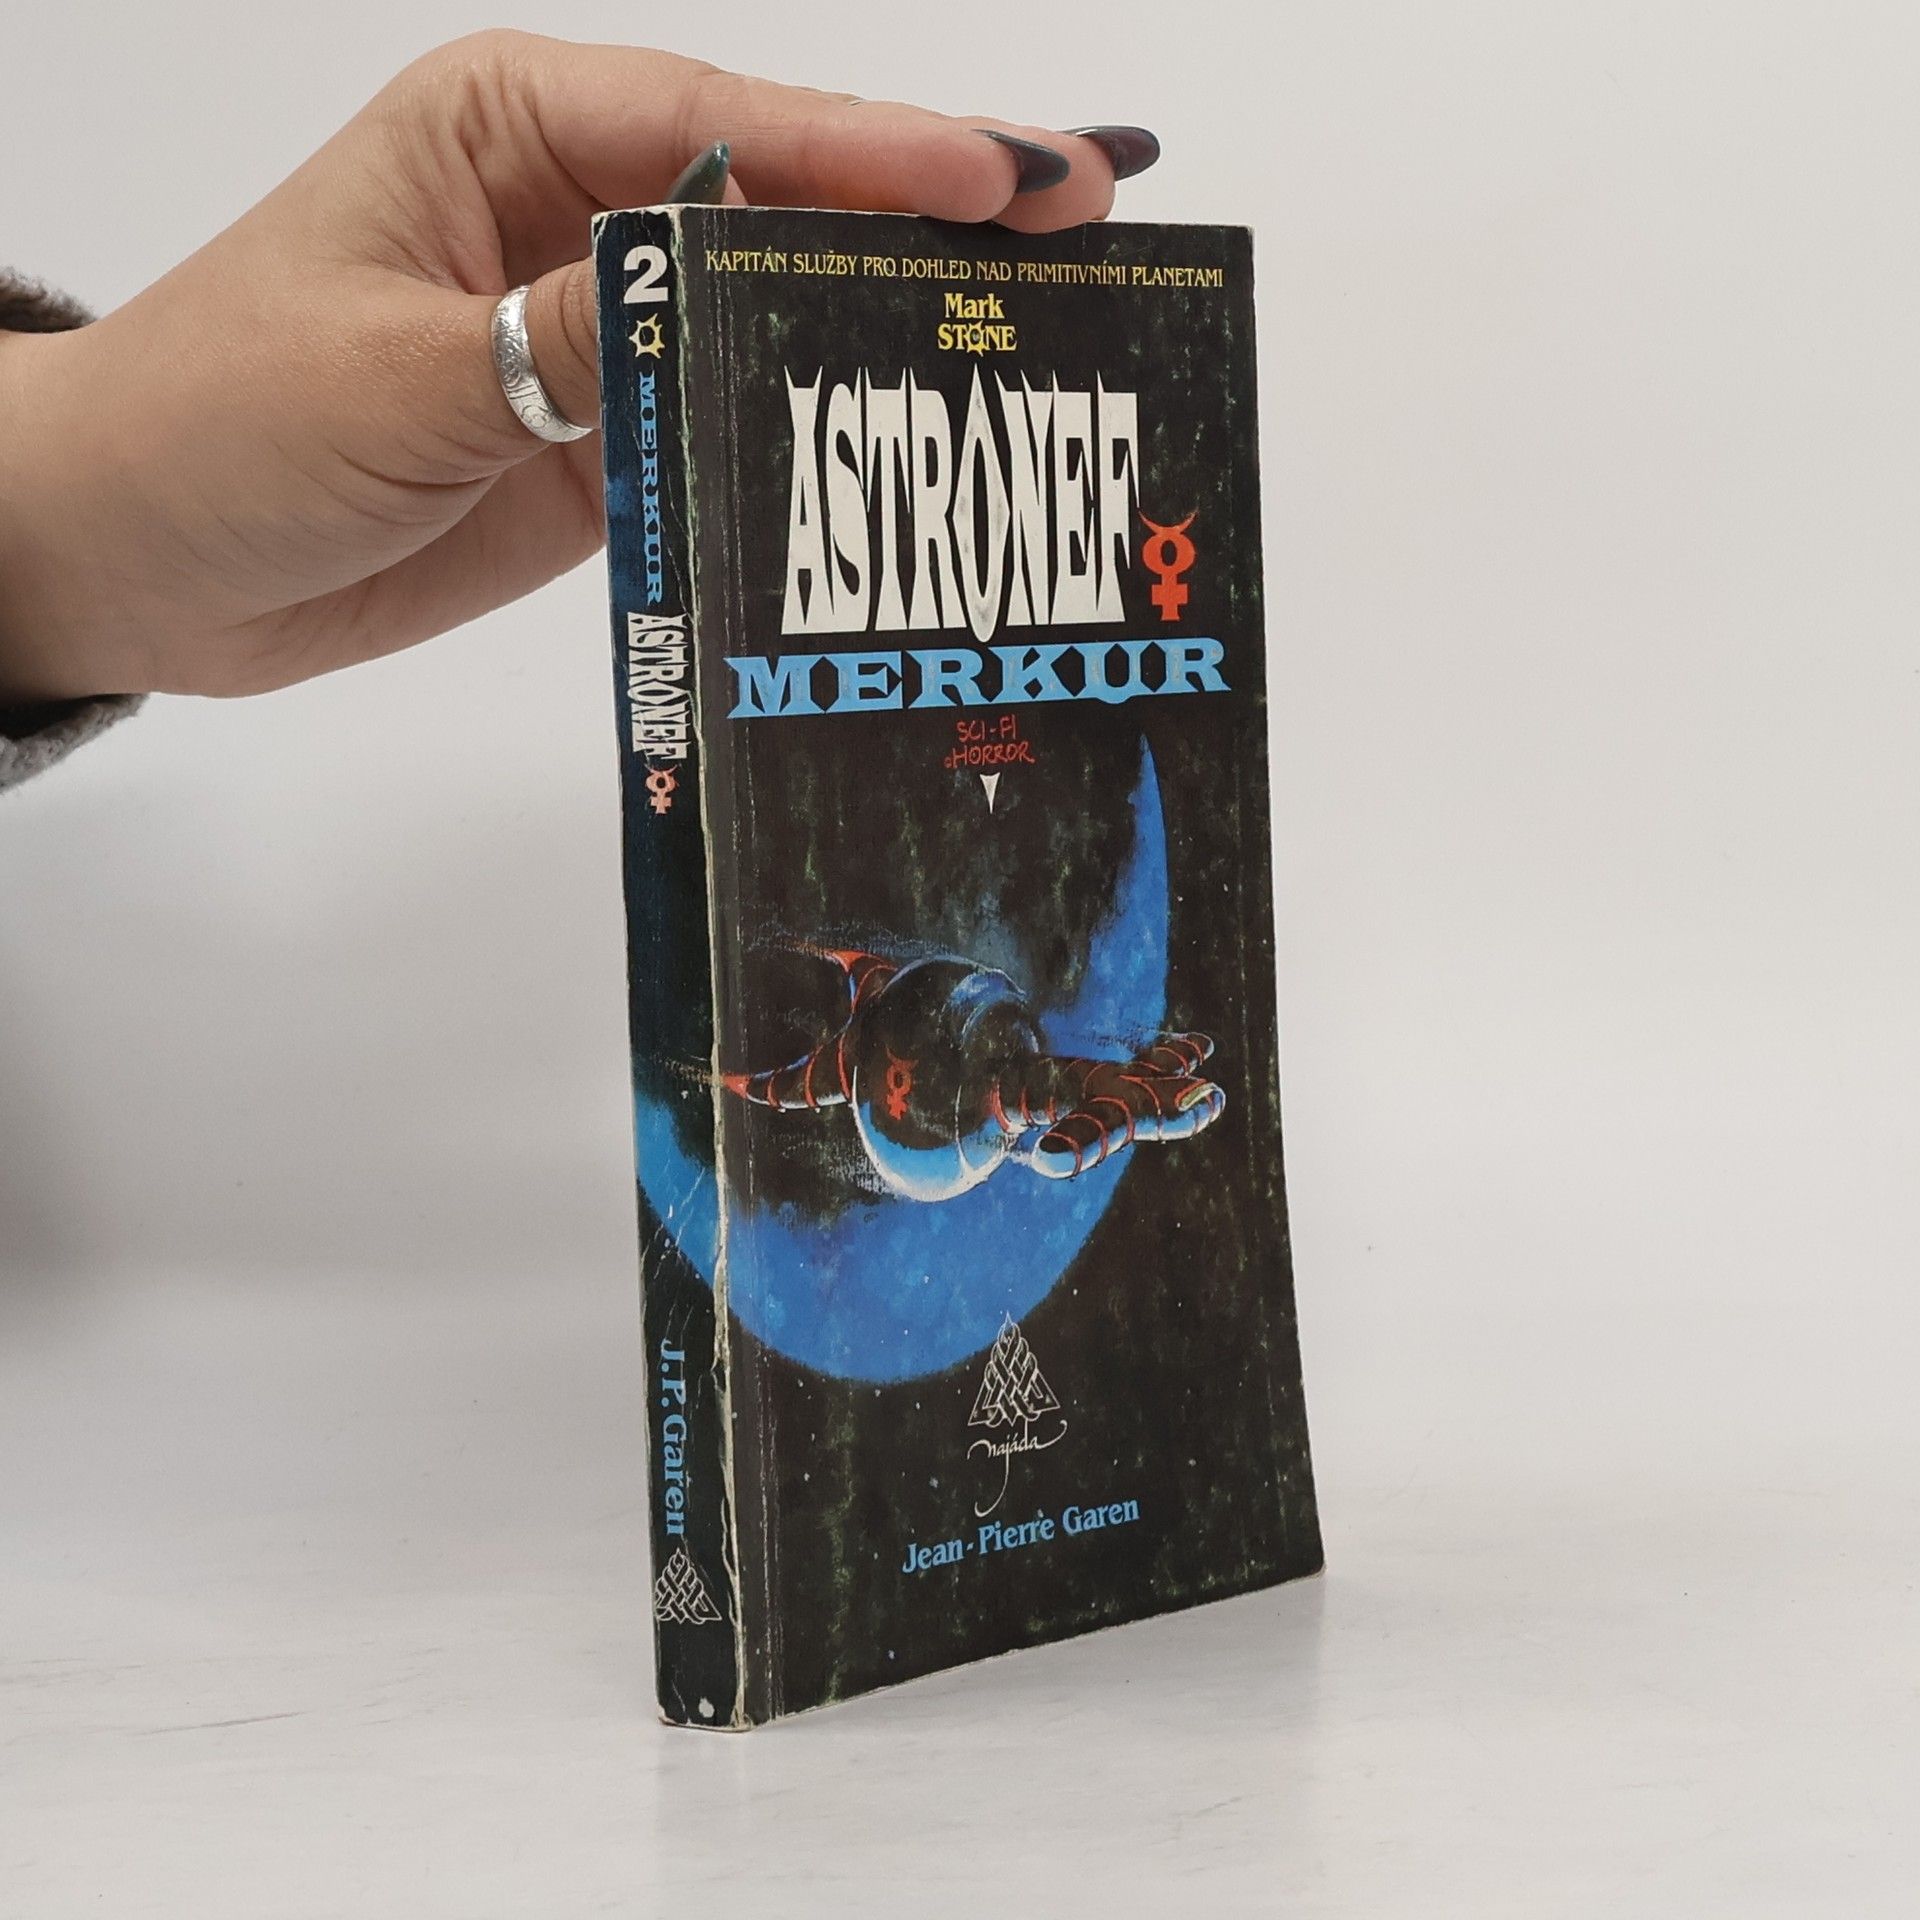 2
MERKUR
ASTRONEF
J.P. Garen
KAPITÁN SLUŽBY PRO DOHLED NAD PRIMITIVNÍMI PLANETAMI
Mark
STONE
ASTRONEF
MERKUR
SCI-FI
HORROR
najáda
Jean-Pierre Garen